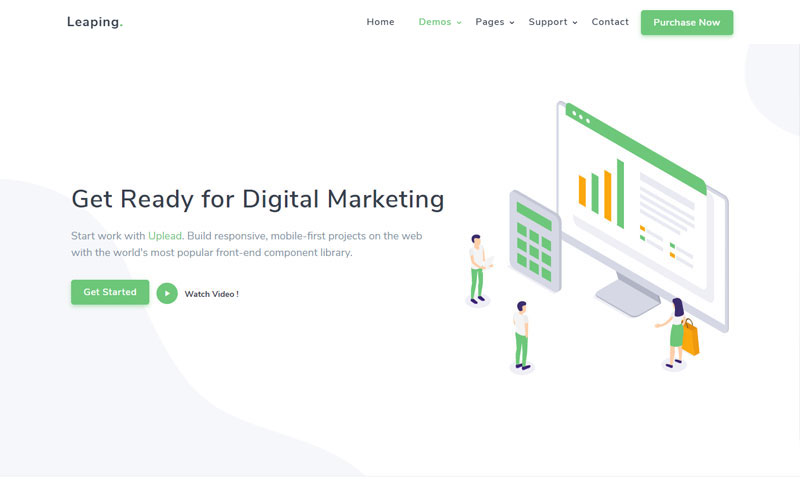 Leaping.
Home
Demos
Pages
Support
Contact
Purchase Now
Get Ready for Digital Marketing
Start work with Uplead. Build responsive, mobile-first projects on the web
with the world's most popular front-end component library.
Get Started
Watch Video !